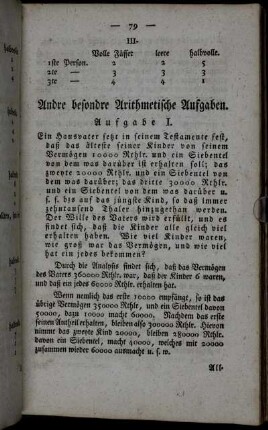 — 79 —
III.
Volle Fässer leere halbvolle.
1ste Person. 2 2 5
2te — 3 3 3
3te — 4 4 1
Andre besondre Arithmetische Aufgaben.
Aufgabe I.
Ein Hausvater setzt in seinem Testamente fest,
daß das älteste seiner Kinder von seinem
Vermögen 10000 Rthlr. und ein Siebentel
von dem was darüber ist erhalten soll; das
zweyte 20000 Rthlr. und ein Siebentel von
dem was darüber; das dritte 30000 Rthlr.
und ein Siebentel von dem was darüber u.
s. f. bis auf das jüngste Kind, so daß immer
zehntausend Thaler hinzugethan werden.
Der Wille des Vaters wird erfüllt, und es
findet sich, daß die Kinder alle gleich viel
erhalten haben. Wie viel Kinder waren,
wie groß war das Vermögen, und wie viel
hat ein jedes bekommen?
Durch die Analysis findet sich, daß das Vermögen
des Vaters 360000 Rthlr. war, daß der Kinder 6 waren,
und daß ein jedes 60000 Rthlr. erhalten hat.
Wenn nemlich das erste 10000 empfängt, so ist das
übrige Vermögen 350000 Rthlr, und ein Siebentel davon
50000, dazu 10000 macht 60000. Nachdem das erste
seinen Antheil erhalten, bleiben also 300000 Rthlr. Hievon
nimmt das zweyte Kind 20000, bleiben 280000 Rthlr.
davon ein Siebentel, macht 40000, welches mit 20000
zusammen wieder 60000 ausmacht u. s. w.
All-